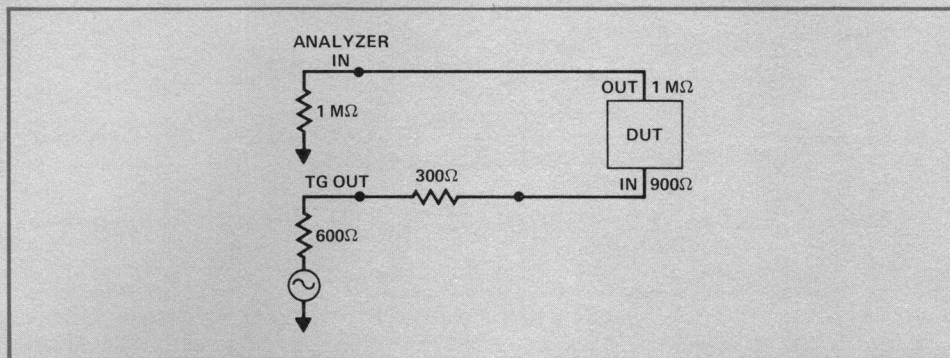 ANALYZER
IN
OUT 1 MΩ
1 MΩ
DUT
TG OUT
300Ω
IN 900Ω
600Ω